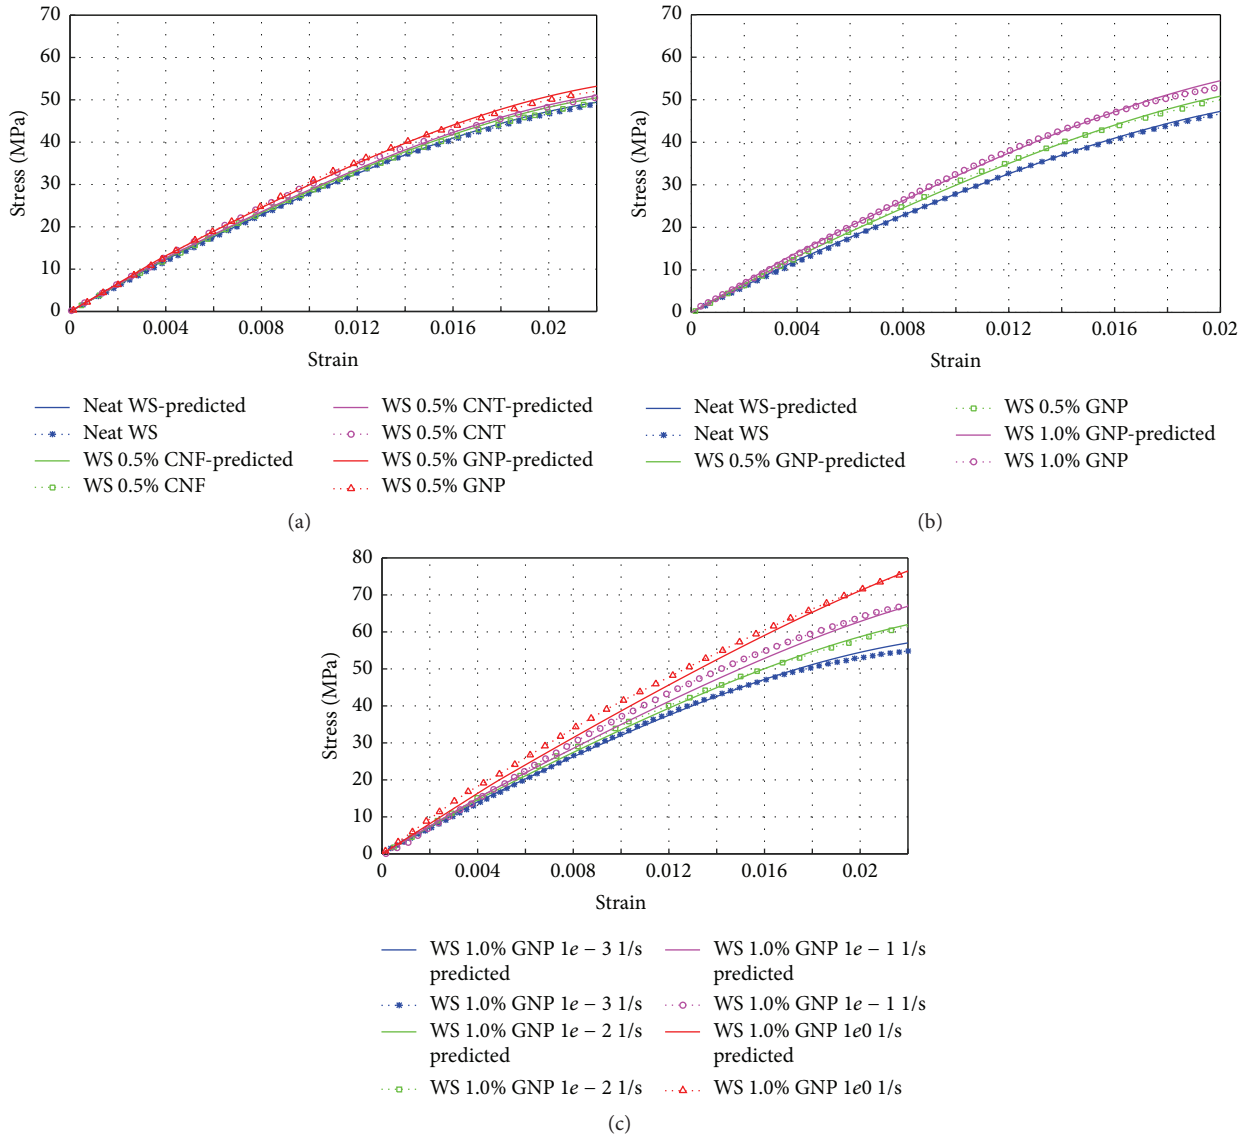 70
60
50
40
30
20
10
0
Stress (MPa)
0
0.004
0.008
0.012
0.016
0.02
Strain
Neat WS-predicted
Neat WS
WS 0.5% CNF-predicted
WS 0.5% CNF
WS 0.5% CNT-predicted
WS 0.5% CNT
WS 0.5% GNP-predicted
WS 0.5% GNP
(a)
70
60
50
40
30
20
10
0
Stress (MPa)
0
0.004
0.008
0.012
0.016
0.02
Strain
Neat WS-predicted
Neat WS
WS 0.5% GNP-predicted
WS 0.5% GNP
WS 1.0% GNP-predicted
WS 1.0% GNP
(b)
80
70
60
50
40
30
20
10
0
Stress (MPa)
0
0.004
0.008
0.012
0.016
0.02
Strain
WS 1.0% GNP 1e − 3 1/s
predicted
WS 1.0% GNP 1e − 3 1/s
WS 1.0% GNP 1e − 2 1/s
predicted
WS 1.0% GNP 1e − 2 1/s
WS 1.0% GNP 1e − 1 1/s
predicted
WS 1.0% GNP 1e − 1 1/s
WS 1.0% GNP 1e0 1/s
predicted
WS 1.0% GNP 1e0 1/s
(c)